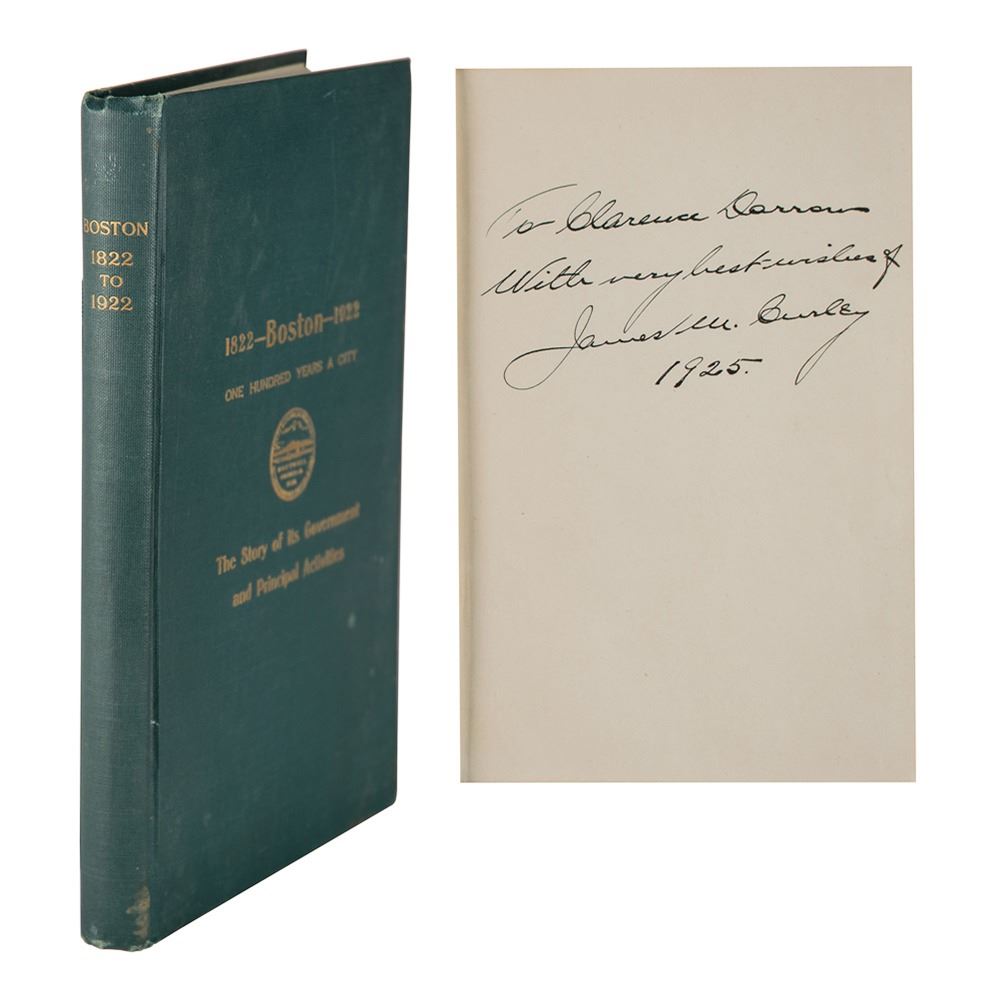 BOSTON
1822
TO
1922
1822–Boston–1922
ONE HUNDRED YEARS A CITY
The Story of Its Government
and Principal Activities
To Clarence Darrow
With very best wishes of
James M. Curley
1925.